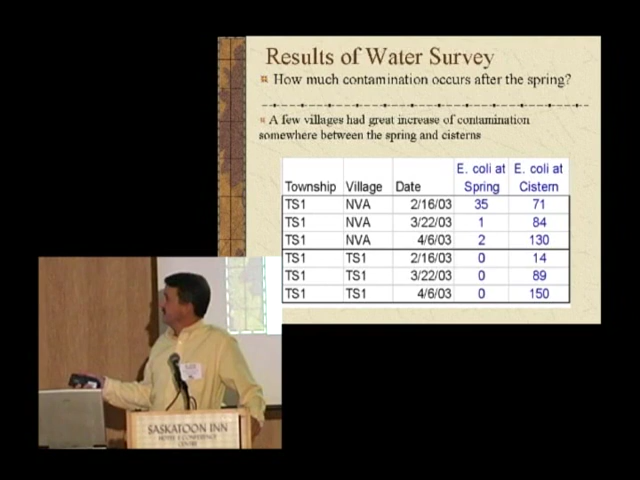 Results of Water Survey
How much contamination occurs after the spring?
A few villages had great increase of contamination
somewhere between the spring and cisterns
E. coli at E. coli at
Township Village Date Spring Cistern
TS1 NVA 2/16/03 35 71
TS1 NVA 3/22/03 1 84
TS1 NVA 4/6/03 2 130
TS1 TS1 2/16/03 0 14
TS1 TS1 3/22/03 0 89
TS1 TS1 4/6/03 0 150
SASKATOON INN
HOTEL & CONFERENCE
CENTRE